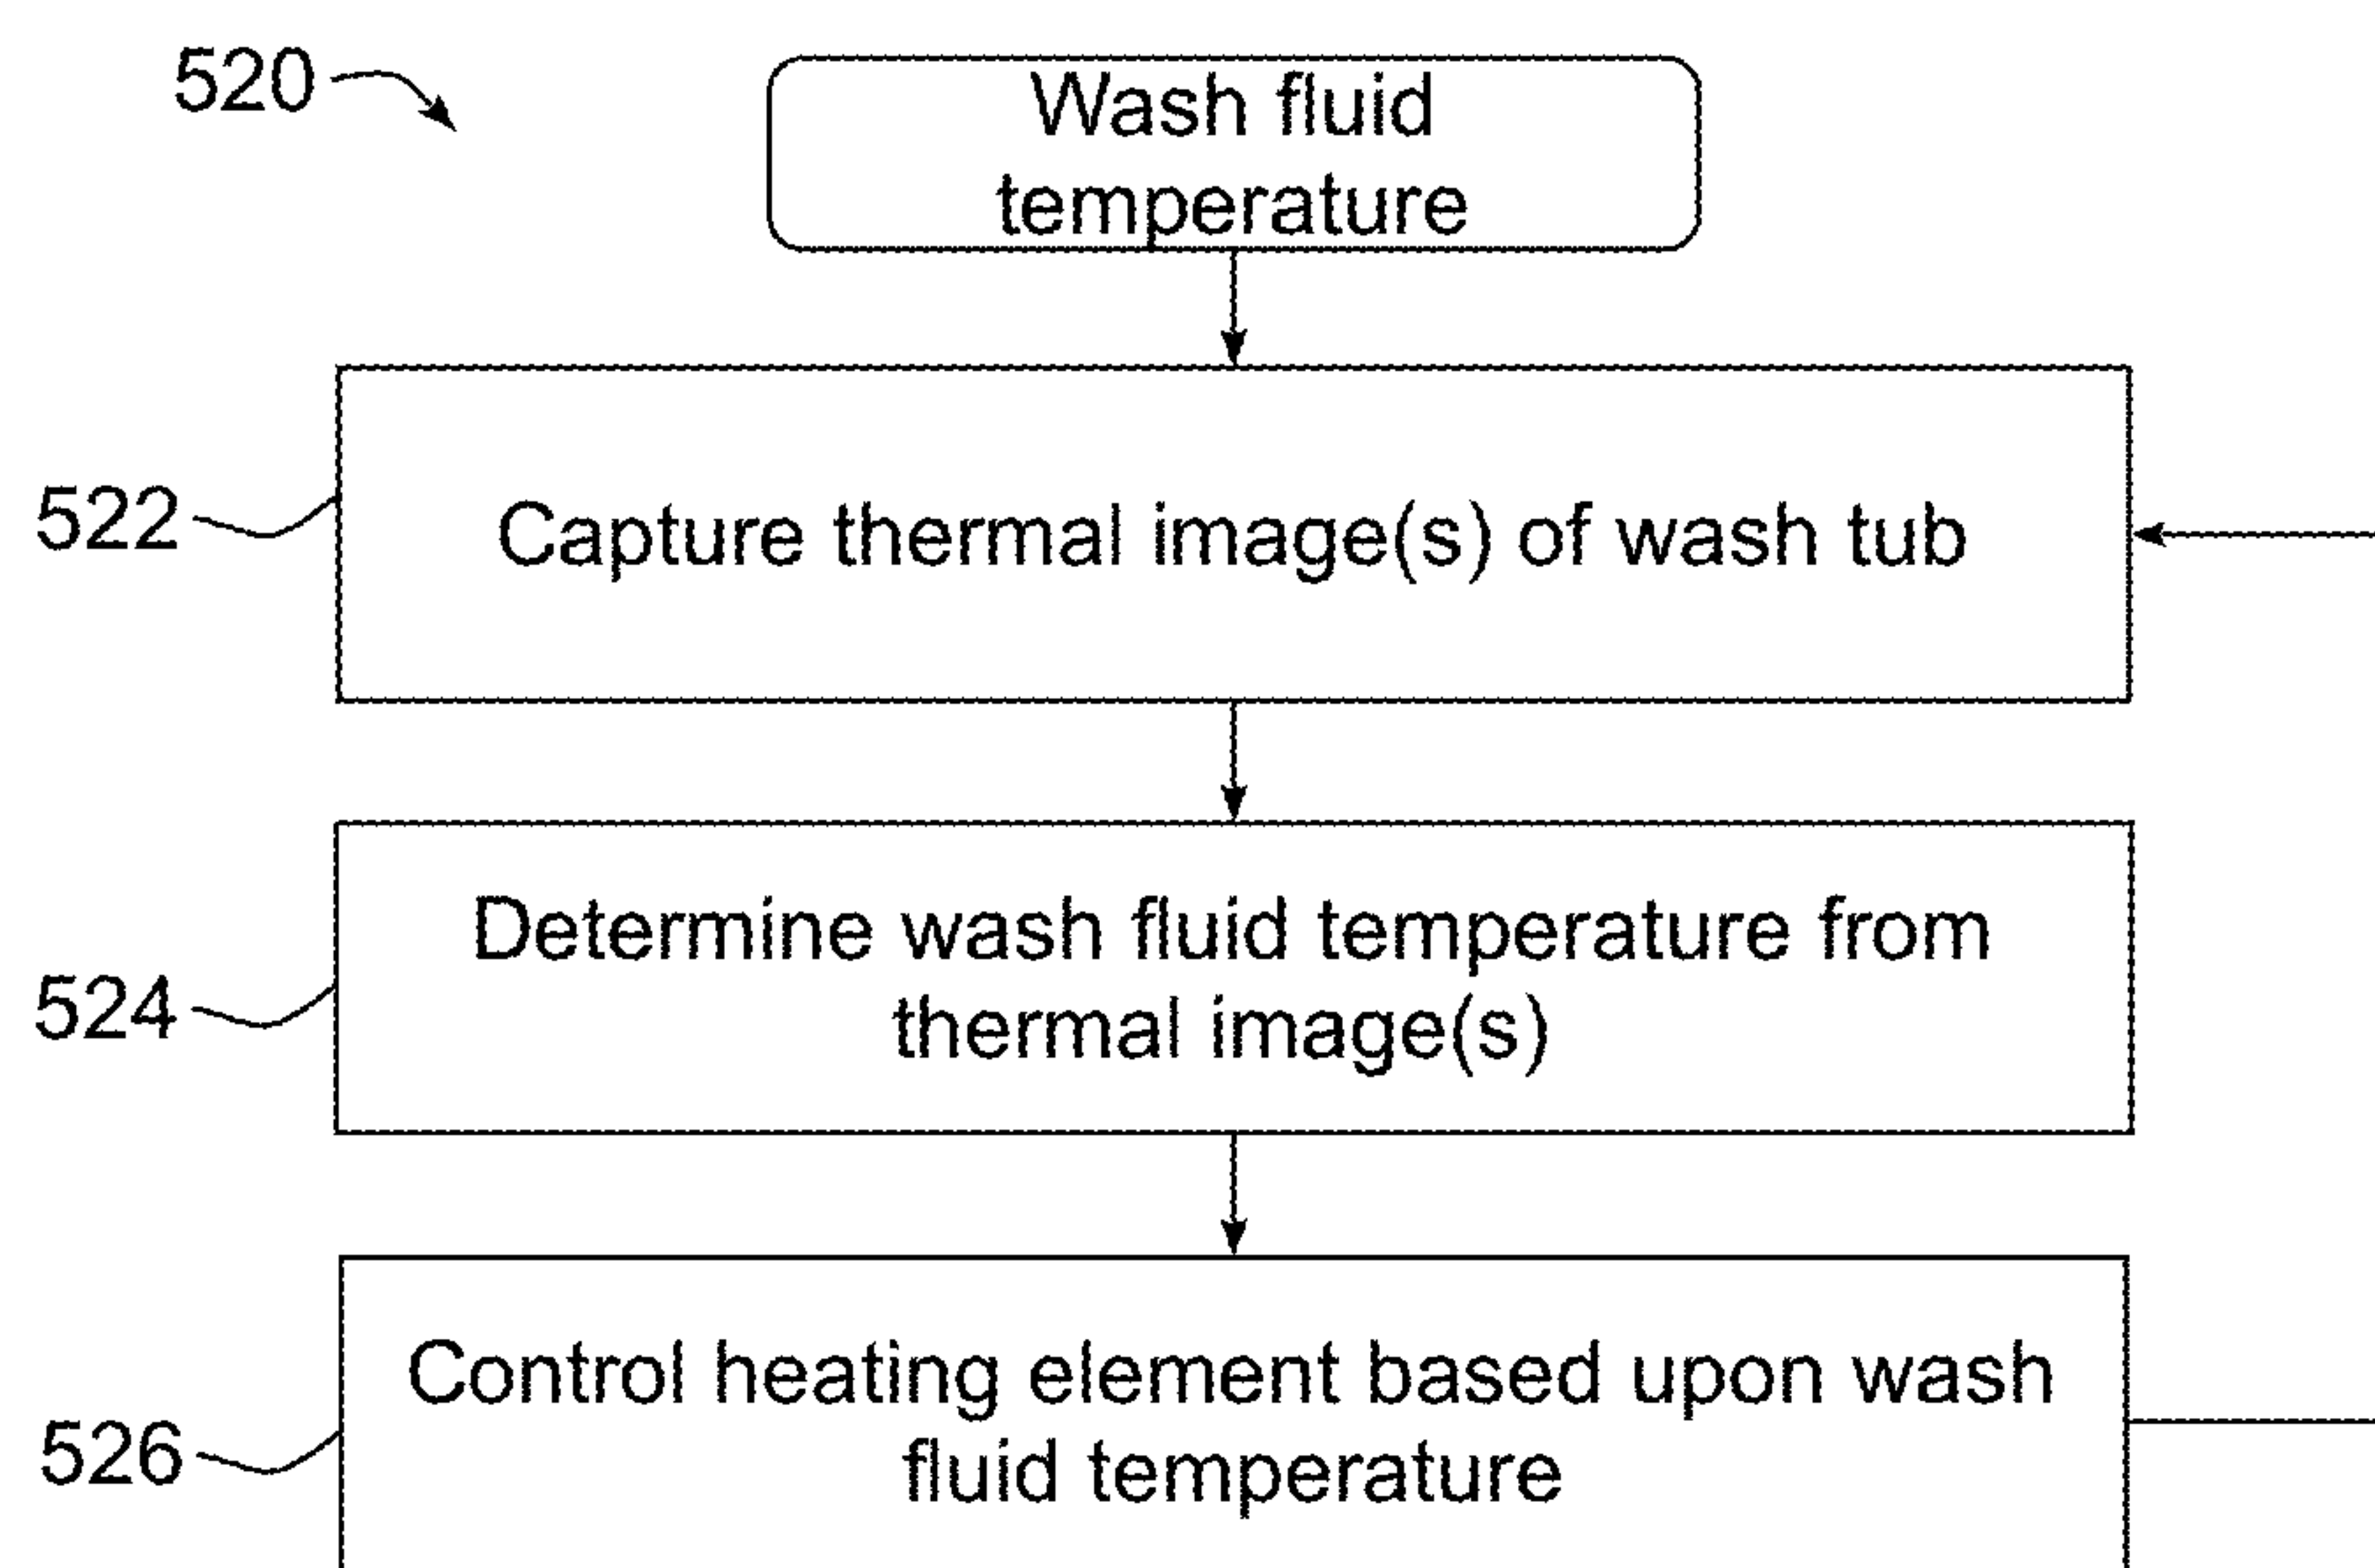 520
Wash fluid
temperature
522
Capture thermal image(s) of wash tub
524
Determine wash fluid temperature from
thermal image(s)
526
Control heating element based upon wash
fluid temperature